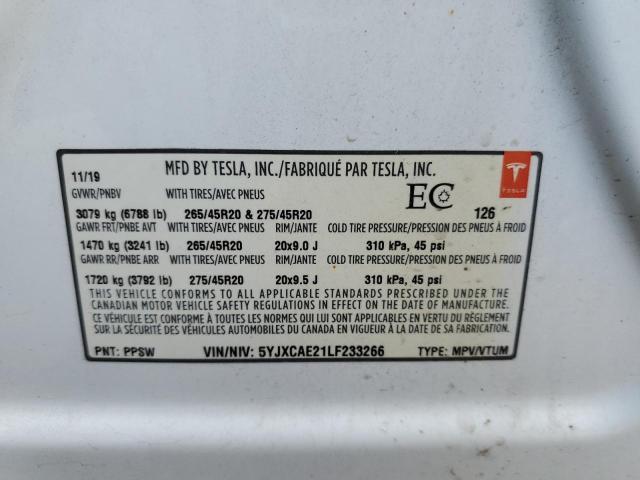 11/19 MFD BY TESLA, INC./FABRIQUÉ PAR TESLA, INC.
TESLA
GVWR/PNBV WITH TIRES/AVEC PNEUS EC
3079 kg (6788 lb) 265/45R20 & 275/45R20 126
GAWR FRT/PNBE AVT WITH TIRES/AVEC PNEUS RIM/JANTE COLD TIRE PRESSURE/PRESSION DES PNEUS À FROID
1470 kg (3241 lb) 265/45R20 20x9.0 J 310 kPa, 45 psi
GAWR RR/PNBE ARR WITH TIRES/AVEC PNEUS RIM/JANTE COLD TIRE PRESSURE/PRESSION DES PNEUS À FROID
1720 kg (3792 lb) 275/45R20 20x9.5 J 310 kPa, 45 psi
THIS VEHICLE CONFORMS TO ALL APPLICABLE STANDARDS PRESCRIBED UNDER THE
CANADIAN MOTOR VEHICLE SAFETY REGULATIONS IN EFFECT ON THE DATE OF MANUFACTURE.
CE VÉHICULE EST CONFORME À TOUTES LES NORMES QUI LUI SONT APPLICABLES EN VERTU DU RÈGLEMENT
SUR LA SÉCURITÉ DES VÉHICULES AUTOMOBILES DU CANADA EN VIGUEUR À LA DATE DE SA FABRICATION.
PNT: PPSW VIN/NIV: 5YJXCAE21LF233266 TYPE: MPV/VTUM